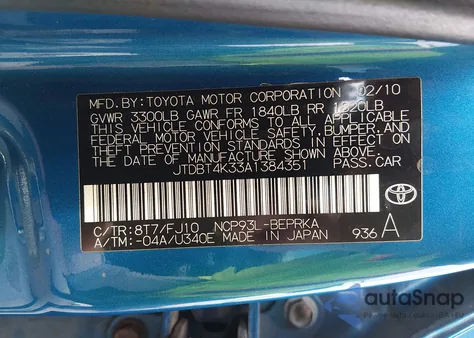 MFD.BY: TOYOTA MOTOR CORPORATION 02/10
GVWR 3300LB GAWR FR 1840LB RR 1820LB
THIS VEHICLE CONFORMS TO ALL APPLICABLE
FEDERAL MOTOR VEHICLE SAFETY, BUMPER, AND
THEFT PREVENTION STANDARDS IN EFFECT ON
THE DATE OF MANUFACTURE SHOWN ABOVE.
JTDBT4K33A1384351 PASS.CAR
C/TR: 8T7/FJ10 NCP93L-BEPRKA
A/TM: -04A/U340E MADE IN JAPAN 936 A
autoSnap